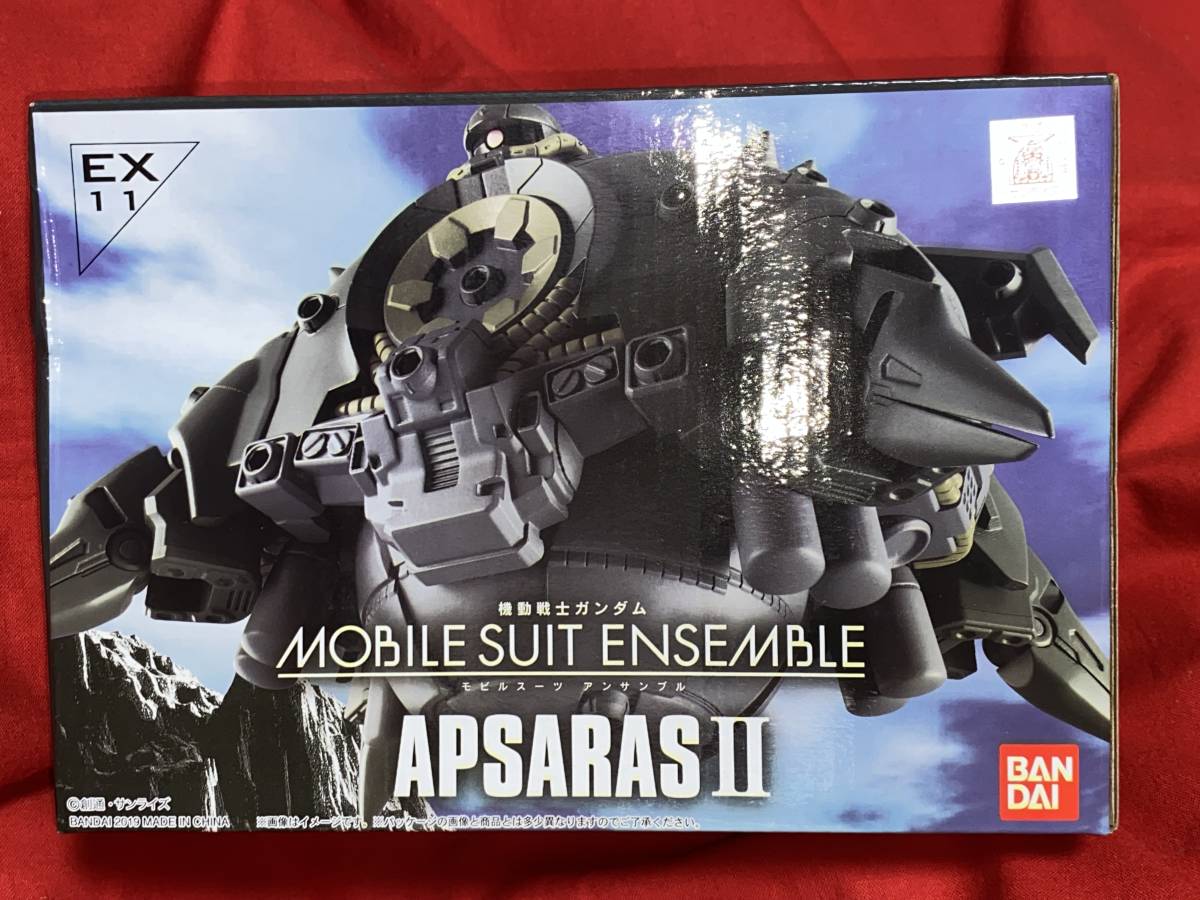 EX
11
機動戦士ガンダム
MOBILE SUIT ENSEMBLE
モビルスーツ アンサンブル
APSARAS II
©創通・サンライズ
BANDAI 2019 MADE IN CHINA ※画像はイメージです。※パッケージの画像と商品とは多少異なりますのでご了承ください。
BAN
DAI